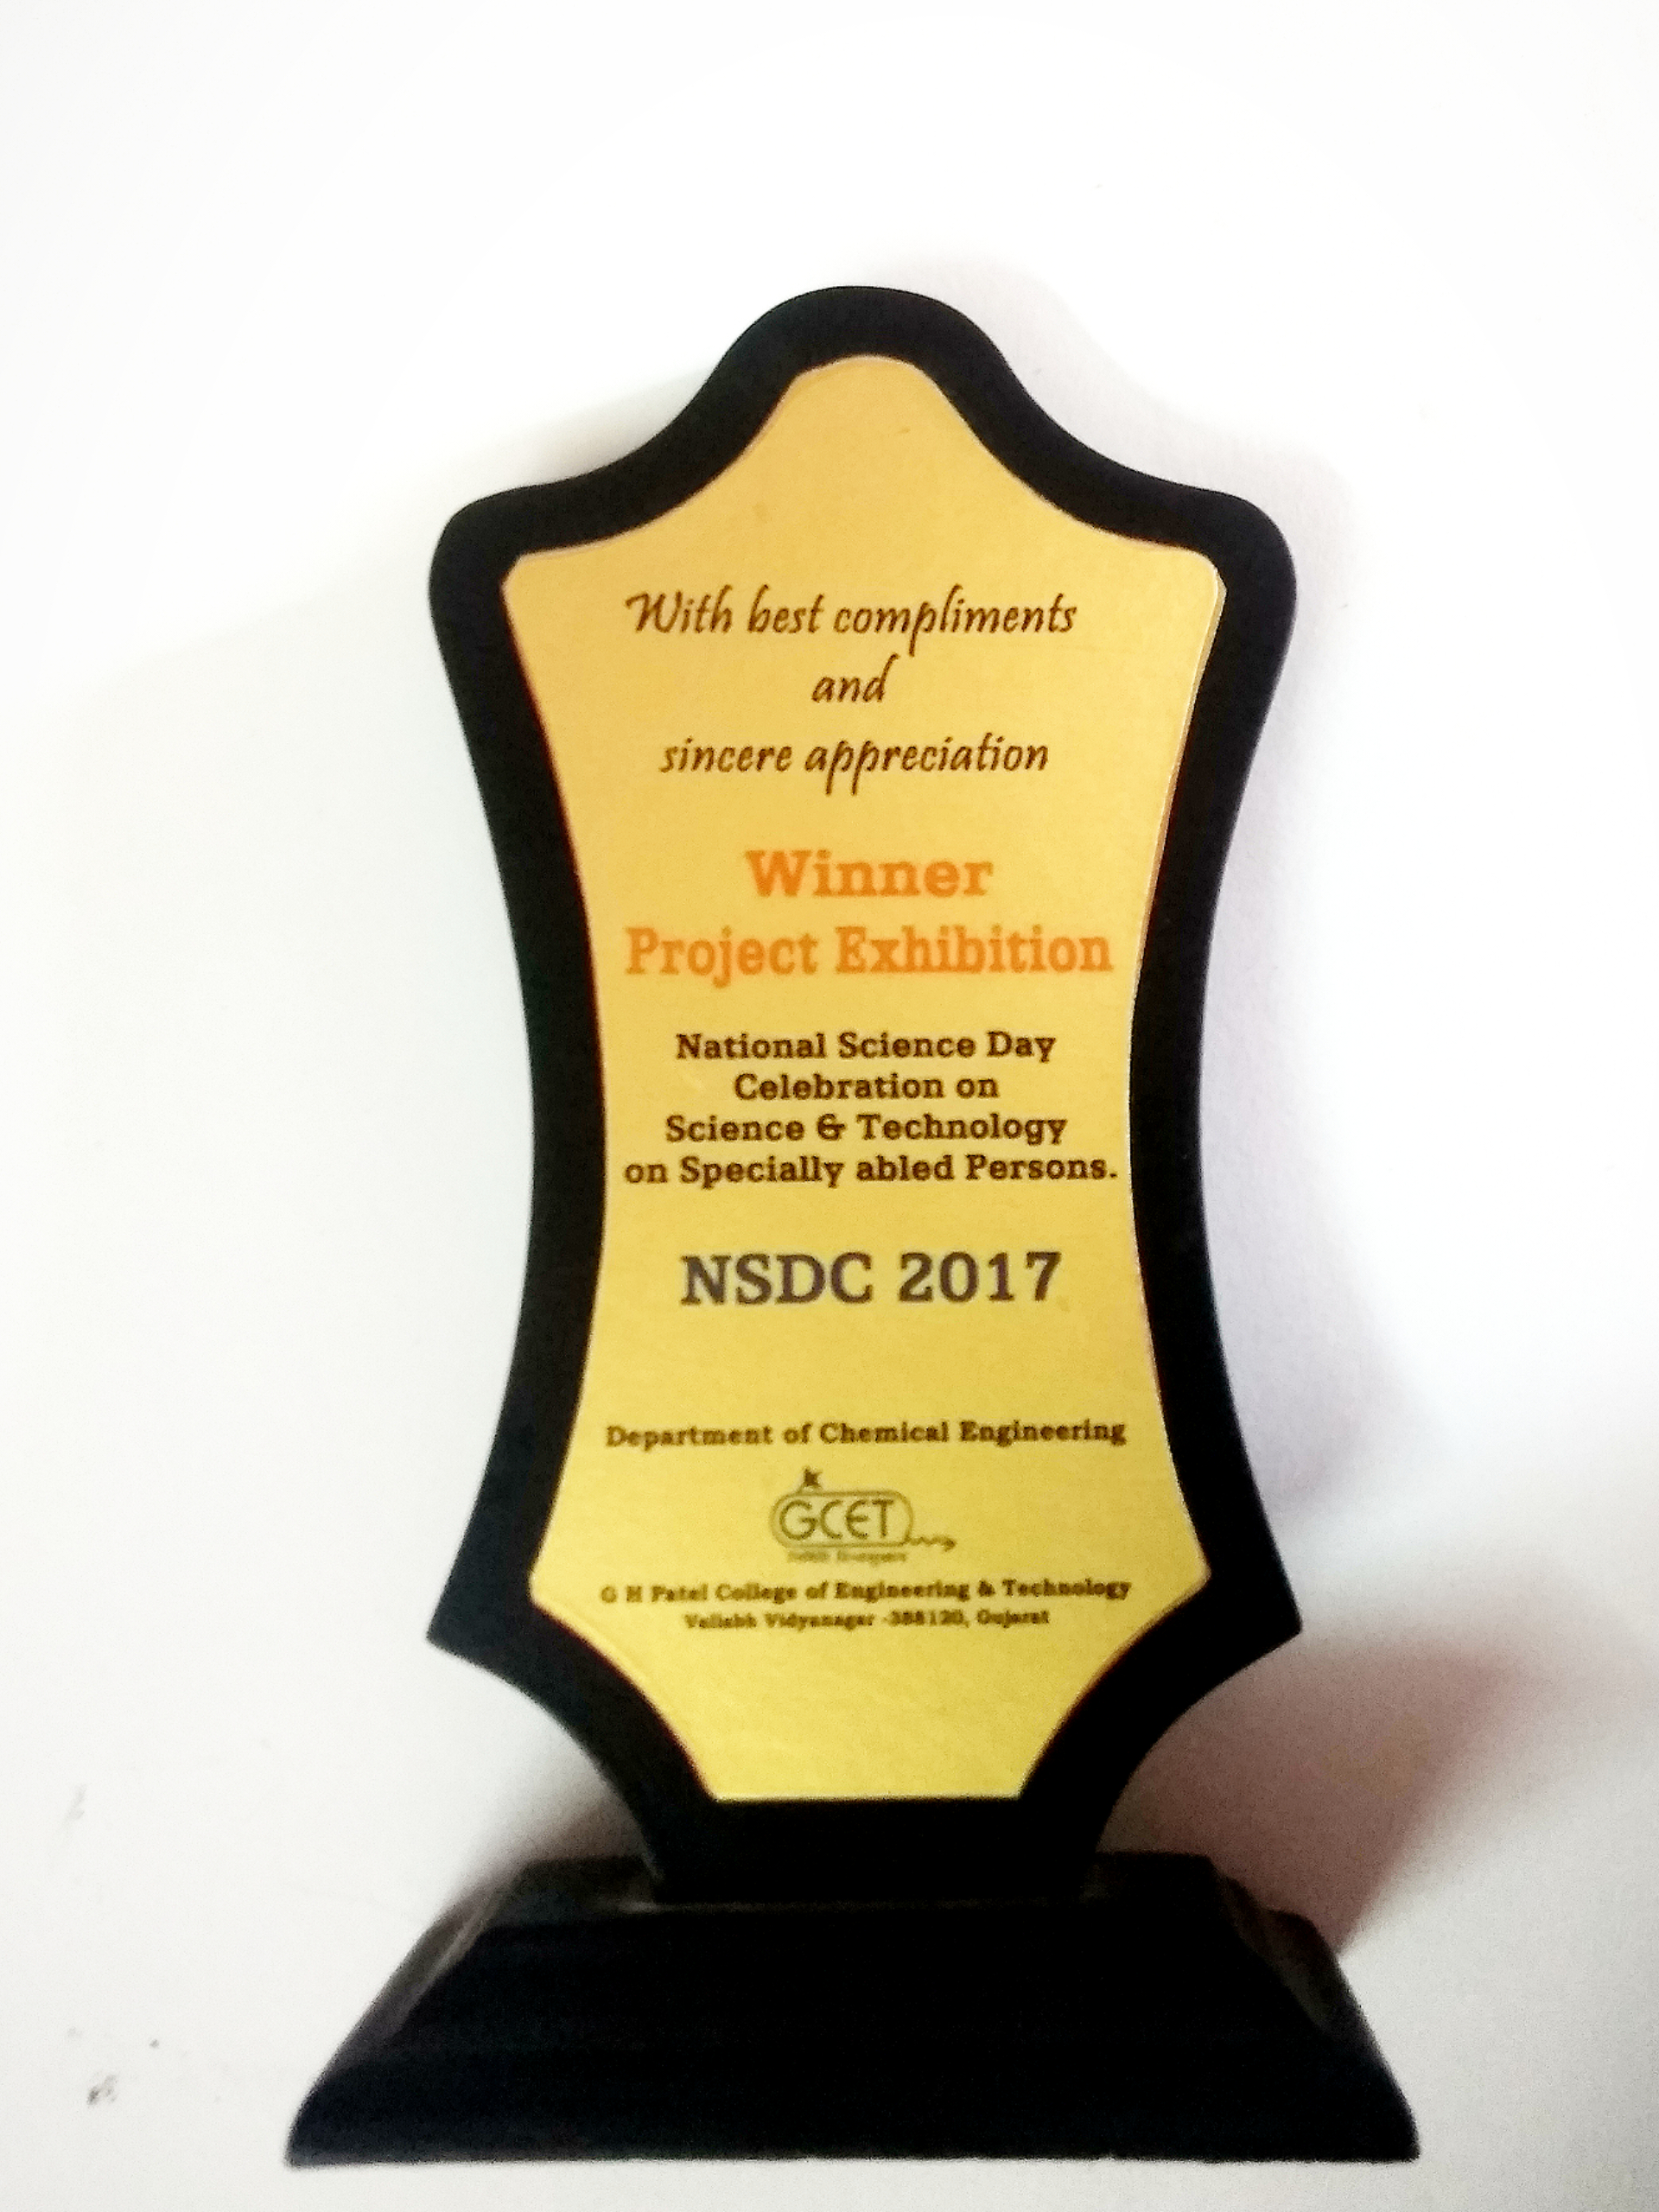 With best compliments
and
sincere appreciation
Winner
Project Exhibition
National Science Day
Celebration on
Science & Technology
on Specially abled Persons.
NSDC 2017
Department of Chemical Engineering
GCET
G H Patel College of Engineering & Technology
Vallabh Vidyanagar -388120, Gujarat